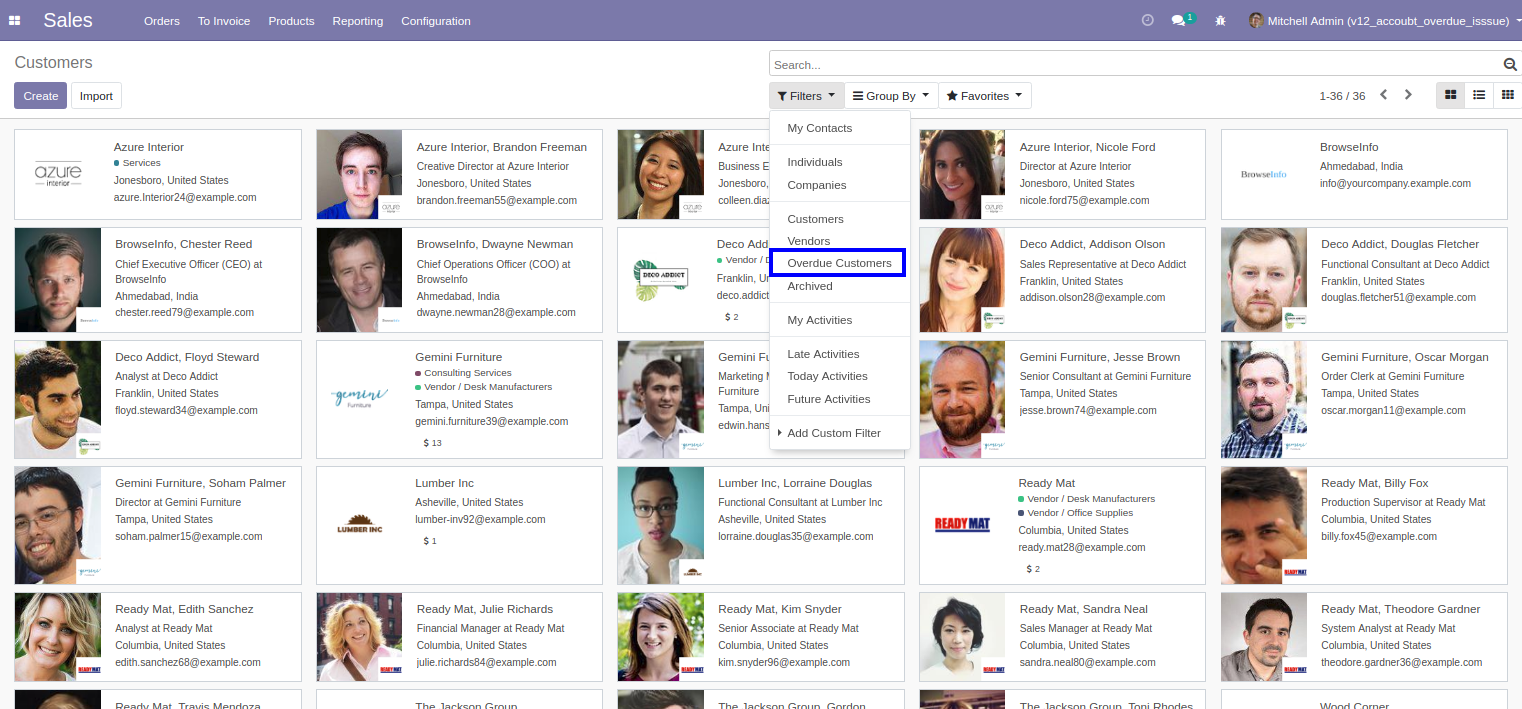 Sales
Orders To Invoice Products Reporting Configuration
1
Mitchell Admin (v12_accoubt_overdue_isssue)
Customers
Search...
Create Import
Filters Group By Favorites
1-36 / 36
My Contacts
Individuals
Companies
Customers
Vendors
Overdue Customers
Archived
My Activities
Late Activities
Today Activities
Future Activities
Add Custom Filter
azure
interior
Azure Interior
Services
Jonesboro, United States
azure.Interior24@example.com
Azure Interior, Brandon Freeman
Creative Director at Azure Interior
Jonesboro, United States
brandon.freeman55@example.com
Azure
Business
Jonesboro,
Azure Interior, Nicole Ford
Director at Azure Interior
Jonesboro, United States
nicole.ford75@example.com
BrowseInfo
BrowseInfo
Ahmedabad, India
info@yourcompany.example.com
BrowseInfo, Chester Reed
Chief Executive Officer (CEO) at
BrowseInfo
Ahmedabad, India
chester.reed79@example.com
BrowseInfo, Dwayne Newman
Chief Operations Officer (COO) at
BrowseInfo
Ahmedabad, India
dwayne.newman28@example.com
DECO ADDICT
Deco
Vendor /
Franklin,
$ 2
Deco Addict, Addison Olson
Sales Representative at Deco Addict
Franklin, United States
addison.olson28@example.com
Deco Addict, Douglas Fletcher
Functional Consultant at Deco Addict
Franklin, United States
douglas.fletcher51@example.com
Deco Addict, Floyd Steward
Analyst at Deco Addict
Franklin, United States
floyd.steward34@example.com
gemini
Furniture
Gemini Furniture
Consulting Services
Vendor / Desk Manufacturers
Tampa, United States
gemini.furniture39@example.com
$ 13
Gemini
Marketing
Furniture
Tampa,
Gemini Furniture, Jesse Brown
Senior Consultant at Gemini Furniture
Tampa, United States
jesse.brown74@example.com
Gemini Furniture, Oscar Morgan
Order Clerk at Gemini Furniture
Tampa, United States
oscar.morgan11@example.com
Gemini Furniture, Soham Palmer
Director at Gemini Furniture
Tampa, United States
soham.palmer15@example.com
LUMBER INC
Lumber Inc
Asheville, United States
lumber-inv92@example.com
$ 1
Lumber Inc, Lorraine Douglas
Functional Consultant at Lumber Inc
Asheville, United States
lorraine.douglas35@example.com
READY MAT
Ready Mat
Vendor / Desk Manufacturers
Vendor / Office Supplies
Columbia, United States
ready.mat28@example.com
$ 2
Ready Mat, Billy Fox
Production Supervisor at Ready Mat
Columbia, United States
billy.fox45@example.com
READY MAT
Ready Mat, Edith Sanchez
Analyst at Ready Mat
Columbia, United States
edith.sanchez68@example.com
READY MAT
Ready Mat, Julie Richards
Financial Manager at Ready Mat
Columbia, United States
julie.richards84@example.com
READY MAT
Ready Mat, Kim Snyder
Senior Associate at Ready Mat
Columbia, United States
kim.snyder96@example.com
READY MAT
Ready Mat, Sandra Neal
Sales Manager at Ready Mat
Columbia, United States
sandra.neal80@example.com
READY MAT
Ready Mat, Theodore Gardner
System Analyst at Ready Mat
Columbia, United States
theodore.gardner36@example.com
READY MAT
Ready Mat, Travis Mendoza
The Jackson Group
The Jackson Group, Gordon
The Jackson Group, Toni Rhodes
Wood Corner